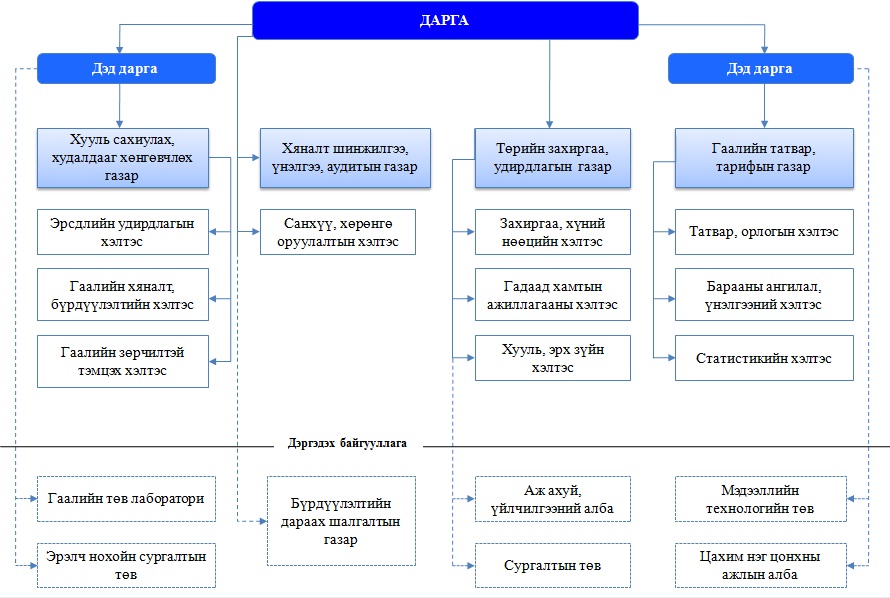 ДАРГА
Дэд дарга
Дэд дарга
Хууль сахиулах,
худалдааг хөнгөвчлөх
газар
Хяналт шинжилгээ,
үнэлгээ, аудитын газар
Төрийн захиргаа,
удирдлагын газар
Гаалийн татвар,
тарифын газар
Эрсдлийн удирдлагын
хэлтэс
Санхүү, хөрөнгө
оруулалтын хэлтэс
Захиргаа, хүний
нөөцийн хэлтэс
Татвар, орлогын хэлтэс
Гаалийн хяналт,
бүрдүүлэлтийн хэлтэс
Гадаад хамтын
ажиллагааны хэлтэс
Барааны ангилал,
үнэлгээний хэлтэс
Гаалийн зөрчилтэй
тэмцэх хэлтэс
Хууль, эрх зүйн
хэлтэс
Статистикийн хэлтэс
Дэргэдэх байгууллага
Гаалийн төв лаборатори
Бүрдүүлэлтийн
дараах шалгалтын
газар
Аж ахуй,
үйлчилгээний алба
Мэдээллийн
технологийн төв
Эрэлч нохойн сургалтын
төв
Сургалтын төв
Цахим нэг цонхны
ажлын алба